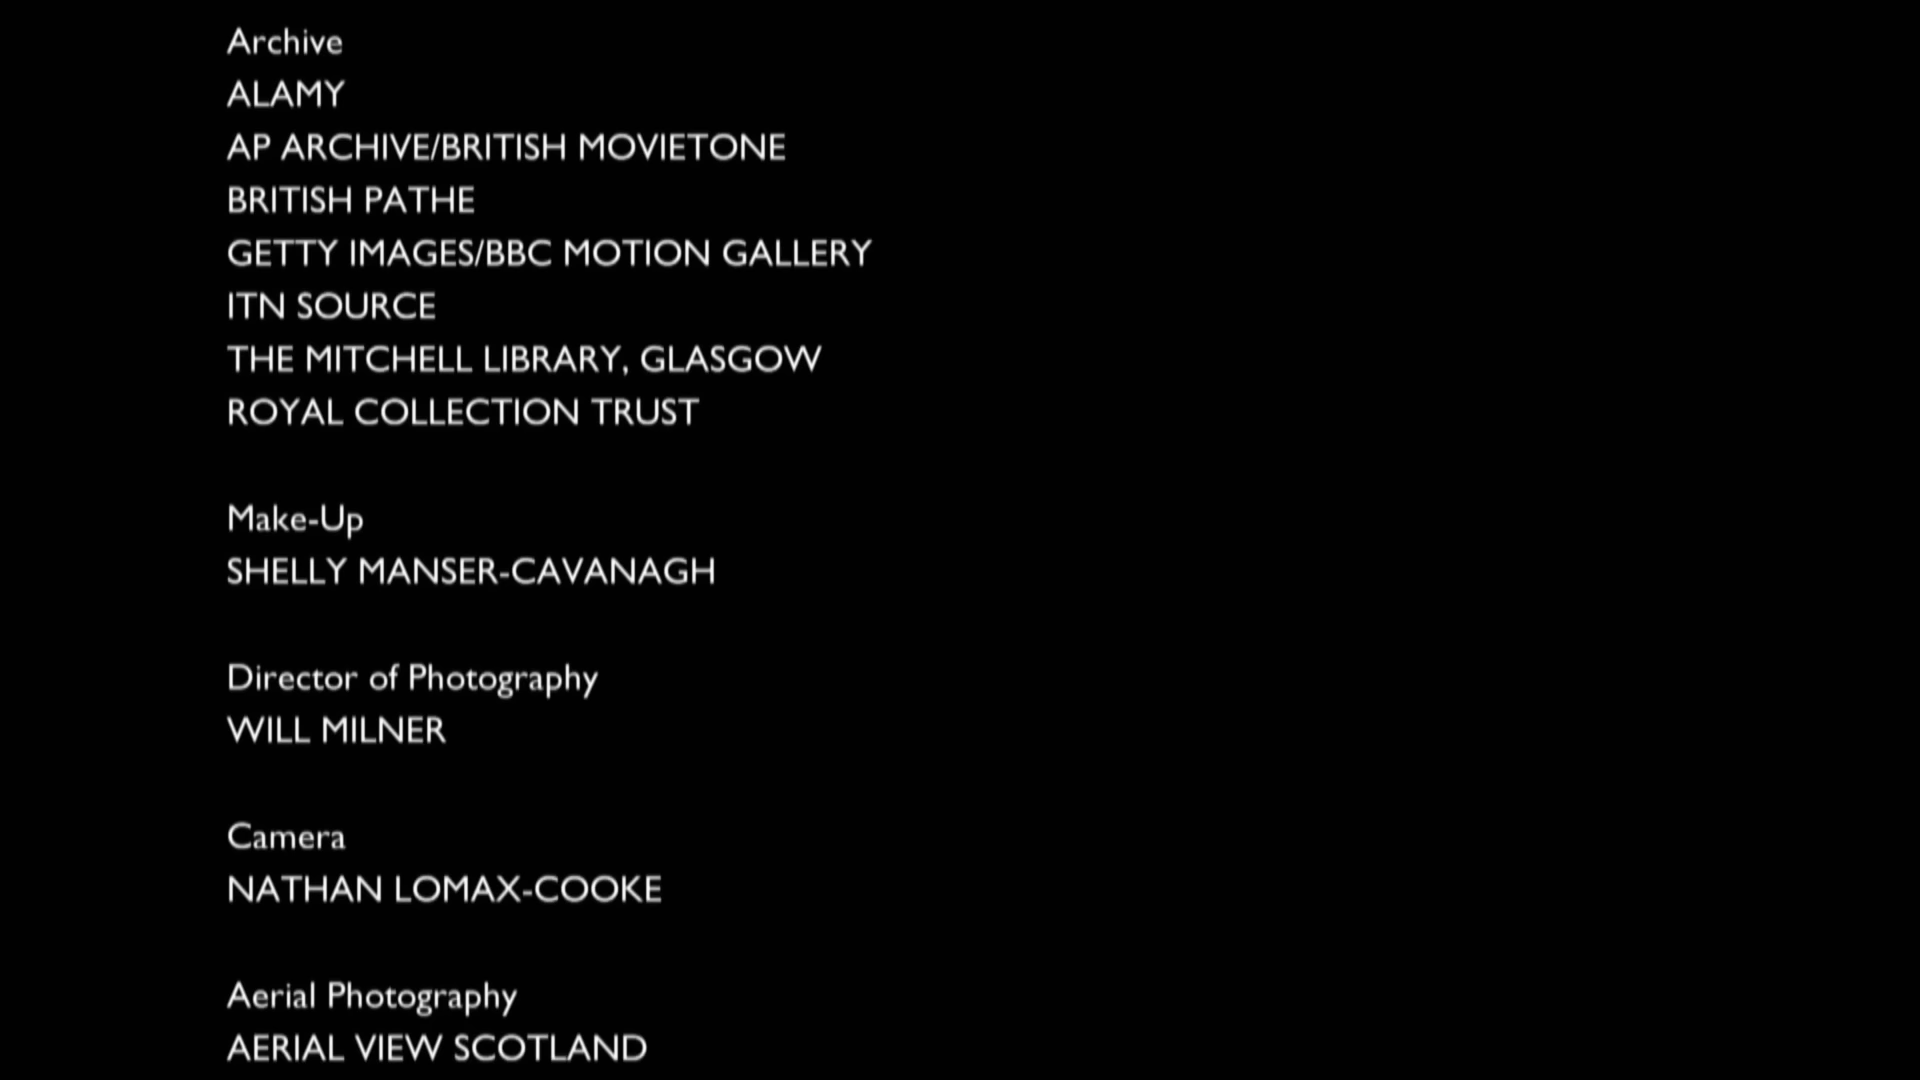 Archive
ALAMY
AP ARCHIVE/BRITISH MOVIETONE
BRITISH PATHE
GETTY IMAGES/BBC MOTION GALLERY
ITN SOURCE
THE MITCHELL LIBRARY, GLASGOW
ROYAL COLLECTION TRUST
Make-Up
SHELLY MANSER-CAVANAGH
Director of Photography
WILL MILNER
Camera
NATHAN LOMAX-COOKE
Aerial Photography
AERIAL VIEW SCOTLAND